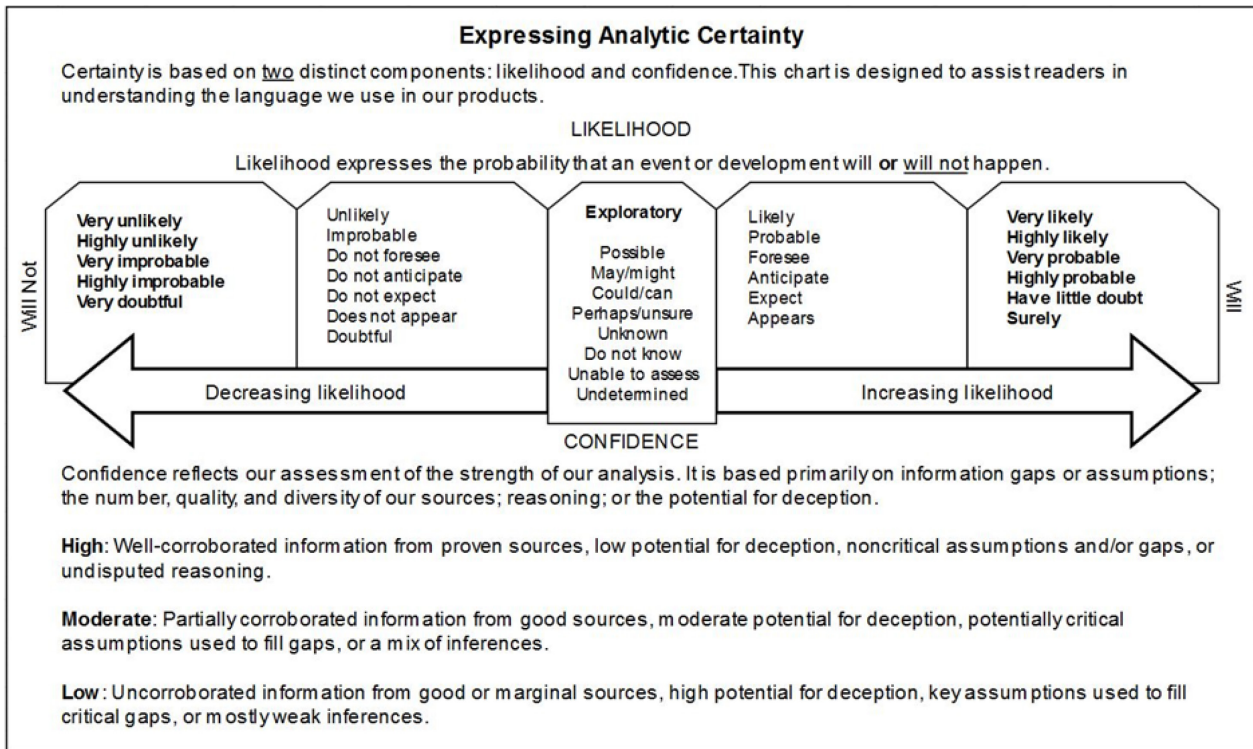 Expressing Analytic Certainty
Certainty is based on two distinct components: likelihood and confidence.This chart is designed to assist readers in
understanding the language we use in our products.
LIKELIHOOD
Likelihood expresses the probability that an event or development will or will not happen.
Will Not
Very unlikely
Highly unlikely
Very improbable
Highly improbable
Very doubtful
Unlikely
Improbable
Do not foresee
Do not anticipate
Do not expect
Does not appear
Doubtful
Exploratory
Possible
May/might
Could/can
Perhaps/unsure
Unknown
Do not know
Unable to assess
Undetermined
Likely
Probable
Foresee
Anticipate
Expect
Appears
Very likely
Highly likely
Very probable
Highly probable
Have little doubt
Surely
Will
Decreasing likelihood
Increasing likelihood
CONFIDENCE
Confidence reflects our assessment of the strength of our analysis. It is based primarily on information gaps or assumptions;
the number, quality, and diversity of our sources; reasoning; or the potential for deception.
High: Well-corroborated information from proven sources, low potential for deception, noncritical assumptions and/or gaps, or
undisputed reasoning.
Moderate: Partially corroborated information from good sources, moderate potential for deception, potentially critical
assumptions used to fill gaps, or a mix of inferences.
Low: Uncorroborated information from good or marginal sources, high potential for deception, key assumptions used to fill
critical gaps, or mostly weak inferences.